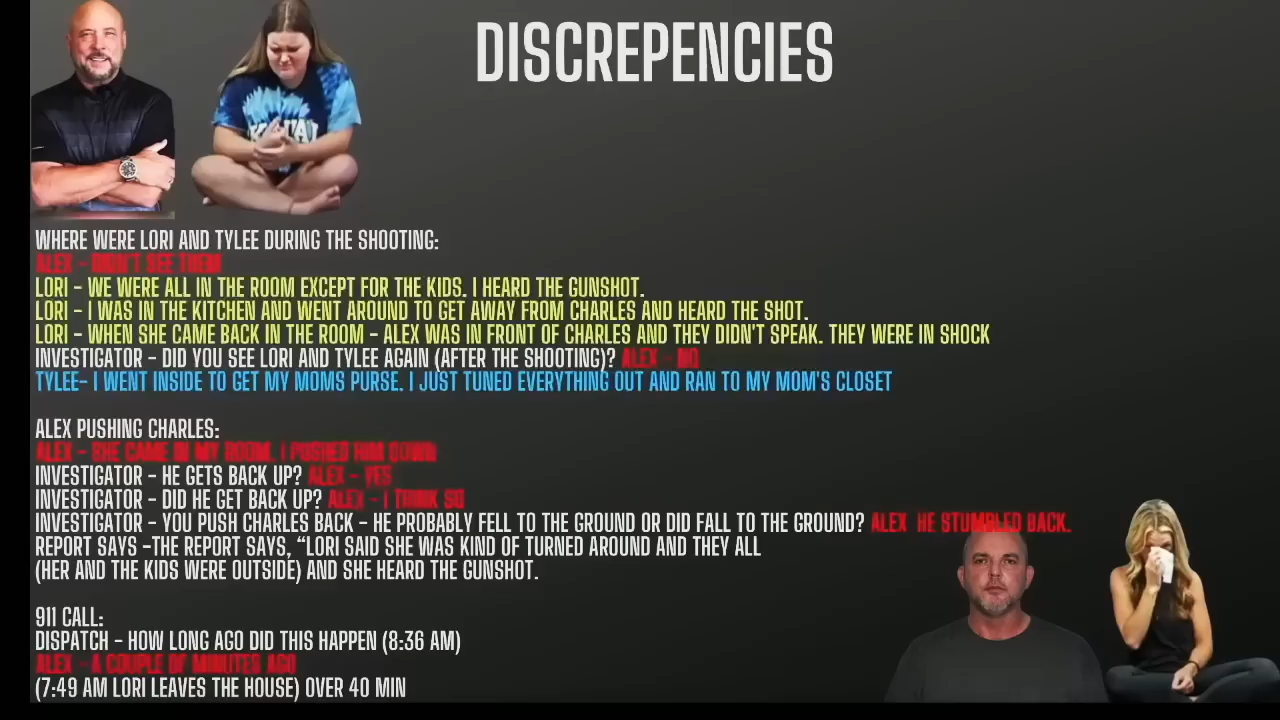 DISCREPENCIES
WHERE WERE LORI AND TYLEE DURING THE SHOOTING:
ALEX - DIDN'T SEE THEM
LORI - WE WERE ALL IN THE ROOM EXCEPT FOR THE KIDS. I HEARD THE GUNSHOT.
LORI - I WAS IN THE KITCHEN AND WENT AROUND TO GET AWAY FROM CHARLES AND HEARD THE SHOT.
LORI - WHEN SHE CAME BACK IN THE ROOM - ALEX WAS IN FRONT OF CHARLES AND THEY DIDN'T SPEAK. THEY WERE IN SHOCK
INVESTIGATOR - DID YOU SEE LORI AND TYLEE AGAIN (AFTER THE SHOOTING)? ALEX - NO
TYLEE- I WENT INSIDE TO GET MY MOMS PURSE. I JUST TUNED EVERYTHING OUT AND RAN TO MY MOM'S CLOSET
ALEX PUSHING CHARLES:
ALEX - SHE CAME IN MY ROOM. I PUSHED HIM DOWN
INVESTIGATOR - HE GETS BACK UP? ALEX - YES
INVESTIGATOR - DID HE GET BACK UP? ALEX - I THINK SO
INVESTIGATOR - YOU PUSH CHARLES BACK - HE PROBABLY FELL TO THE GROUND OR DID FALL TO THE GROUND? ALEX HE STUMBLED BACK.
REPORT SAYS -THE REPORT SAYS, “LORI SAID SHE WAS KIND OF TURNED AROUND AND THEY ALL
(HER AND THE KIDS WERE OUTSIDE) AND SHE HEARD THE GUNSHOT.
911 CALL:
DISPATCH - HOW LONG AGO DID THIS HAPPEN (8:36 AM)
ALEX - A COUPLE OF MINUTES AGO
(7:49 AM LORI LEAVES THE HOUSE) OVER 40 MIN